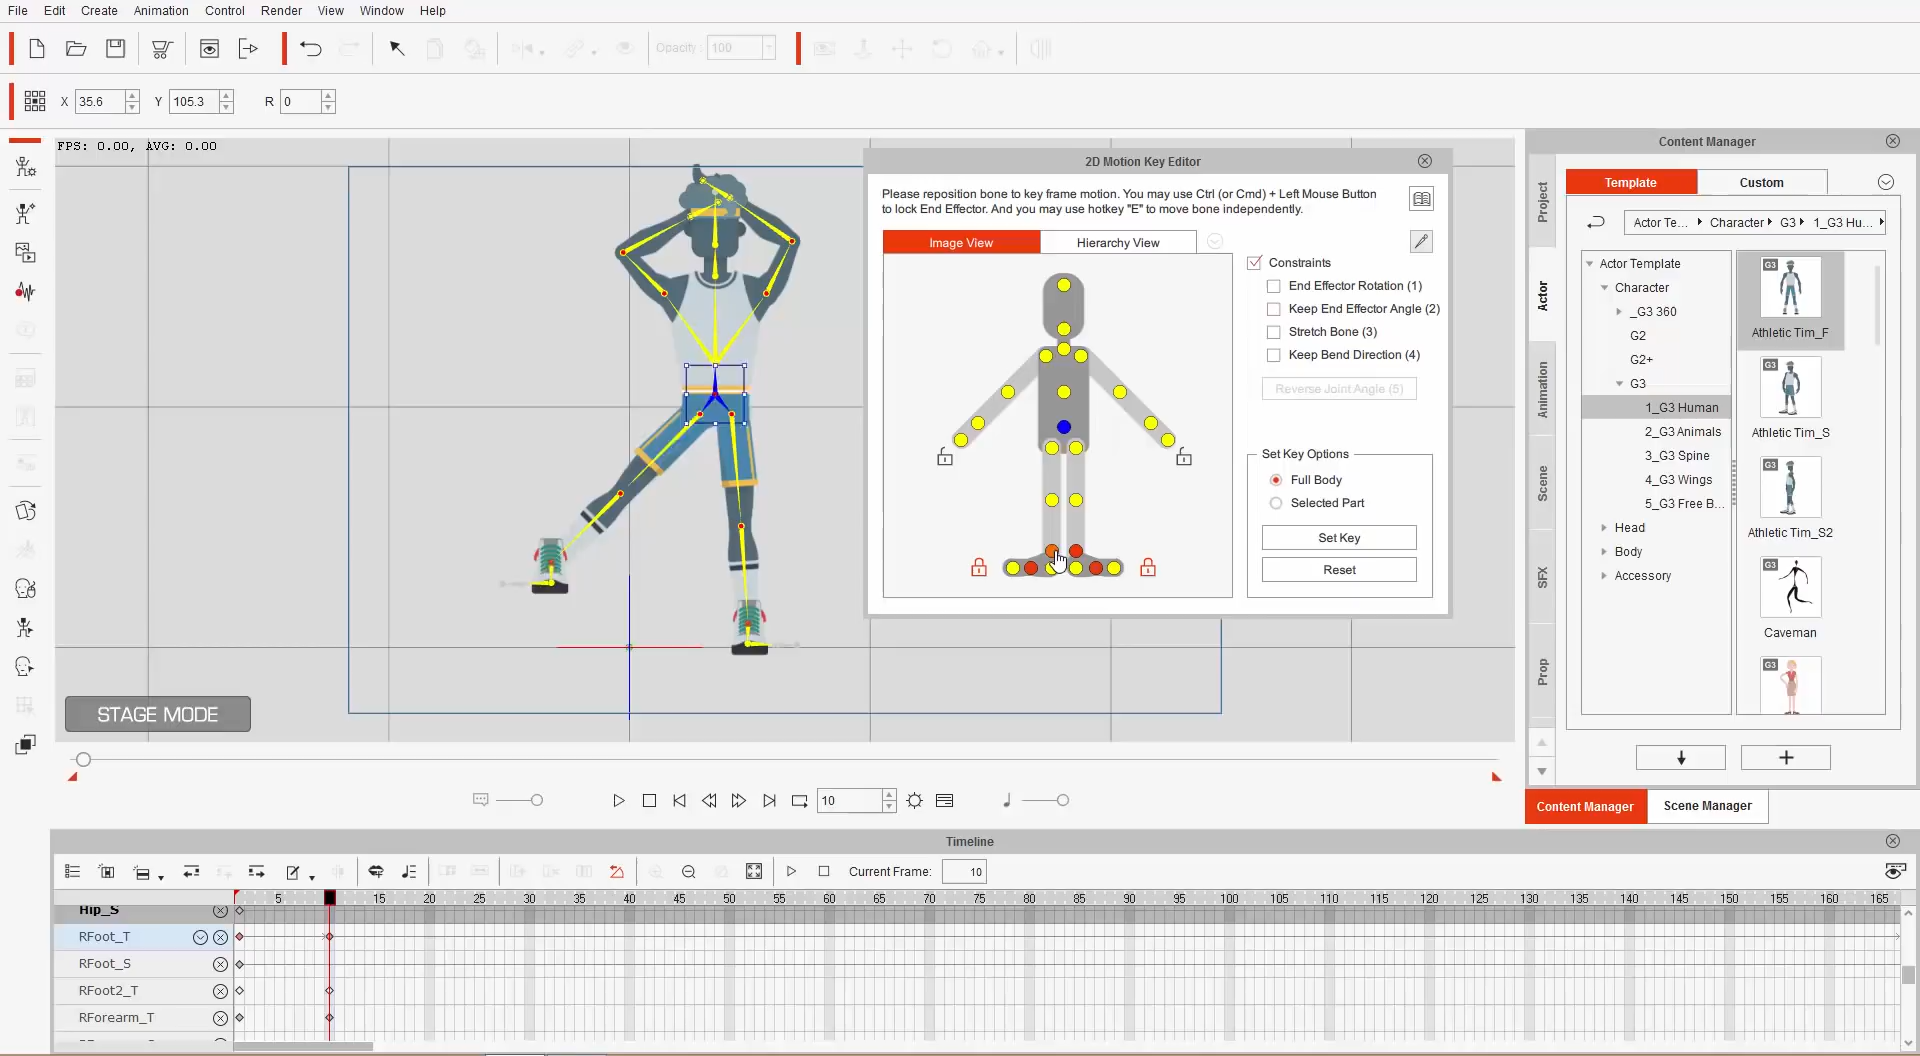 File Edit Create Animation Control Render View Window Help
Opacity : 100
X 35.6 Y 105.3 R 0
FPS: 0.00, AVG: 0.00
STAGE MODE
2D Motion Key Editor
Please reposition bone to key frame motion. You may use Ctrl (or Cmd) + Left Mouse Button
to lock End Effector. And you may use hotkey "E" to move bone independently.
Image View Hierarchy View
Constraints
End Effector Rotation (1)
Keep End Effector Angle (2)
Stretch Bone (3)
Keep Bend Direction (4)
Reverse Joint Angle (5)
Set Key Options
Full Body
Selected Part
Set Key
Reset
Content Manager
Template Custom
Actor Te... Character G3 1_G3 Hu...
Project
Actor
Animation
Scene
SFX
Prop
Actor Template
Character
_G3 360
G2
G2+
G3
1_G3 Human
2_G3 Animals
3_G3 Spine
4_G3 Wings
5_G3 Free B...
Head
Body
Accessory
G3
Athletic Tim_F
G3
Athletic Tim_S
G3
Athletic Tim_S2
G3
Caveman
G3
Content Manager Scene Manager
10
Timeline
Current Frame: 10
5 15 20 25 30 35 40 45 50 55 60 65 70 75 80 85 90 95 100 105 110 115 120 125 130 135 140 145 150 155 160 165
Hip_S
RFoot_T
RFoot_S
RFoot2_T
RForearm_T